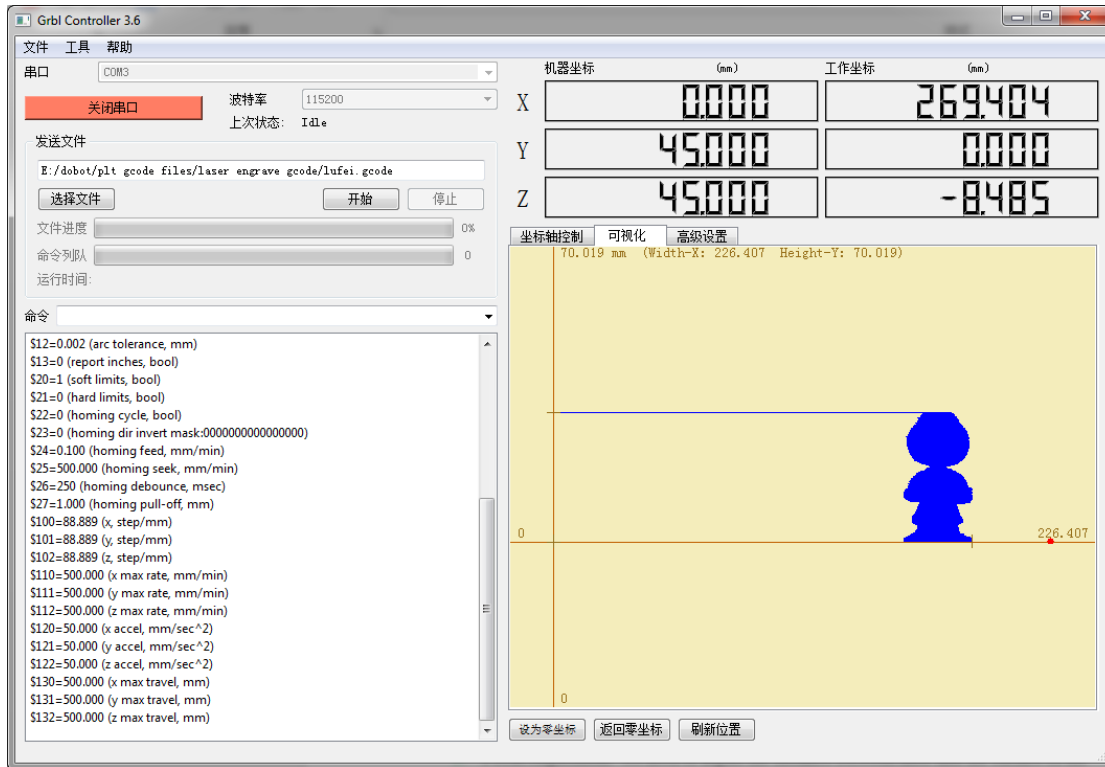 Grbl Controller 3.6
文件 工具 帮助
串口 COM3
关闭串口 波特率 115200
上次状态: Idle
发送文件
E:/dobot/plt gcode files/laser engrave gcode/lufei.gcode
选择文件 开始 停止
文件进度 0%
命令列队 0
运行时间:
命令
$12=0.002 (arc tolerance, mm)
$13=0 (report inches, bool)
$20=1 (soft limits, bool)
$21=0 (hard limits, bool)
$22=0 (homing cycle, bool)
$23=0 (homing dir invert mask:0000000000000000)
$24=0.100 (homing feed, mm/min)
$25=500.000 (homing seek, mm/min)
$26=250 (homing debounce, msec)
$27=1.000 (homing pull-off, mm)
$100=88.889 (x, step/mm)
$101=88.889 (y, step/mm)
$102=88.889 (z, step/mm)
$110=500.000 (x max rate, mm/min)
$111=500.000 (y max rate, mm/min)
$112=500.000 (z max rate, mm/min)
$120=50.000 (x accel, mm/sec^2)
$121=50.000 (y accel, mm/sec^2)
$122=50.000 (z accel, mm/sec^2)
$130=500.000 (x max travel, mm)
$131=500.000 (y max travel, mm)
$132=500.000 (z max travel, mm)
机器坐标 (mm) 工作坐标 (mm)
X 0.000 269.404
Y 45.000 0.000
Z 45.000 -8.485
坐标轴控制 可视化 高级设置
70.019 mm (Width-X: 226.407 Height-Y: 70.019)
0 226.407
0
设为零坐标 返回零坐标 刷新位置